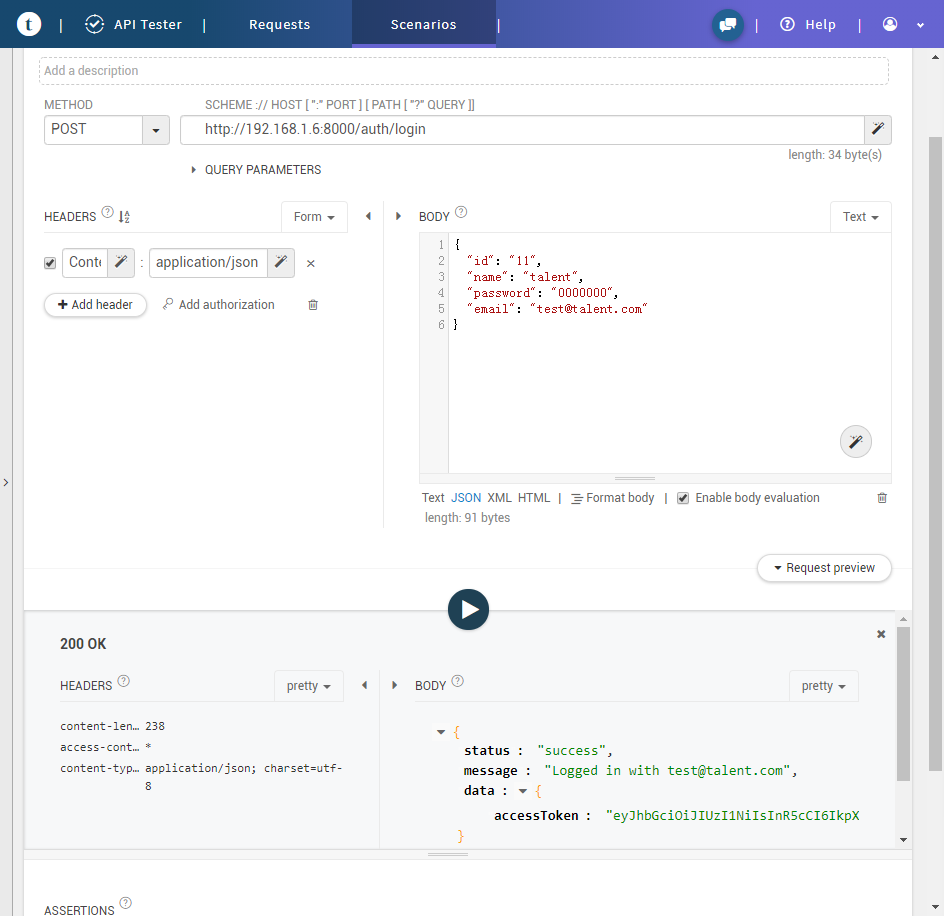 t | API Tester | Requests Scenarios | | Help |
Add a description
METHOD SCHEME :// HOST [ ":" PORT ] [ PATH [ "?" QUERY ]]
POST http://192.168.1.6:8000/auth/login
length: 34 byte(s)
QUERY PARAMETERS
HEADERS ? Form BODY ? Text
Conte : application/json ×
+ Add header Add authorization
1 {
2 "id": "11",
3 "name": "talent",
4 "password": "0000000",
5 "email": "test@talent.com"
6 }
Text JSON XML HTML | Format body | Enable body evaluation
length: 91 bytes
Request preview
200 OK ×
HEADERS ? pretty BODY ? pretty
content-len… 238
access-cont… *
content-typ… application/json; charset=utf-
8
{
status : "success",
message : "Logged in with test@talent.com",
data : {
accessToken : "eyJhbGciOiJIUzI1NiIsInR5cCI6IkpX
}
ASSERTIONS ?